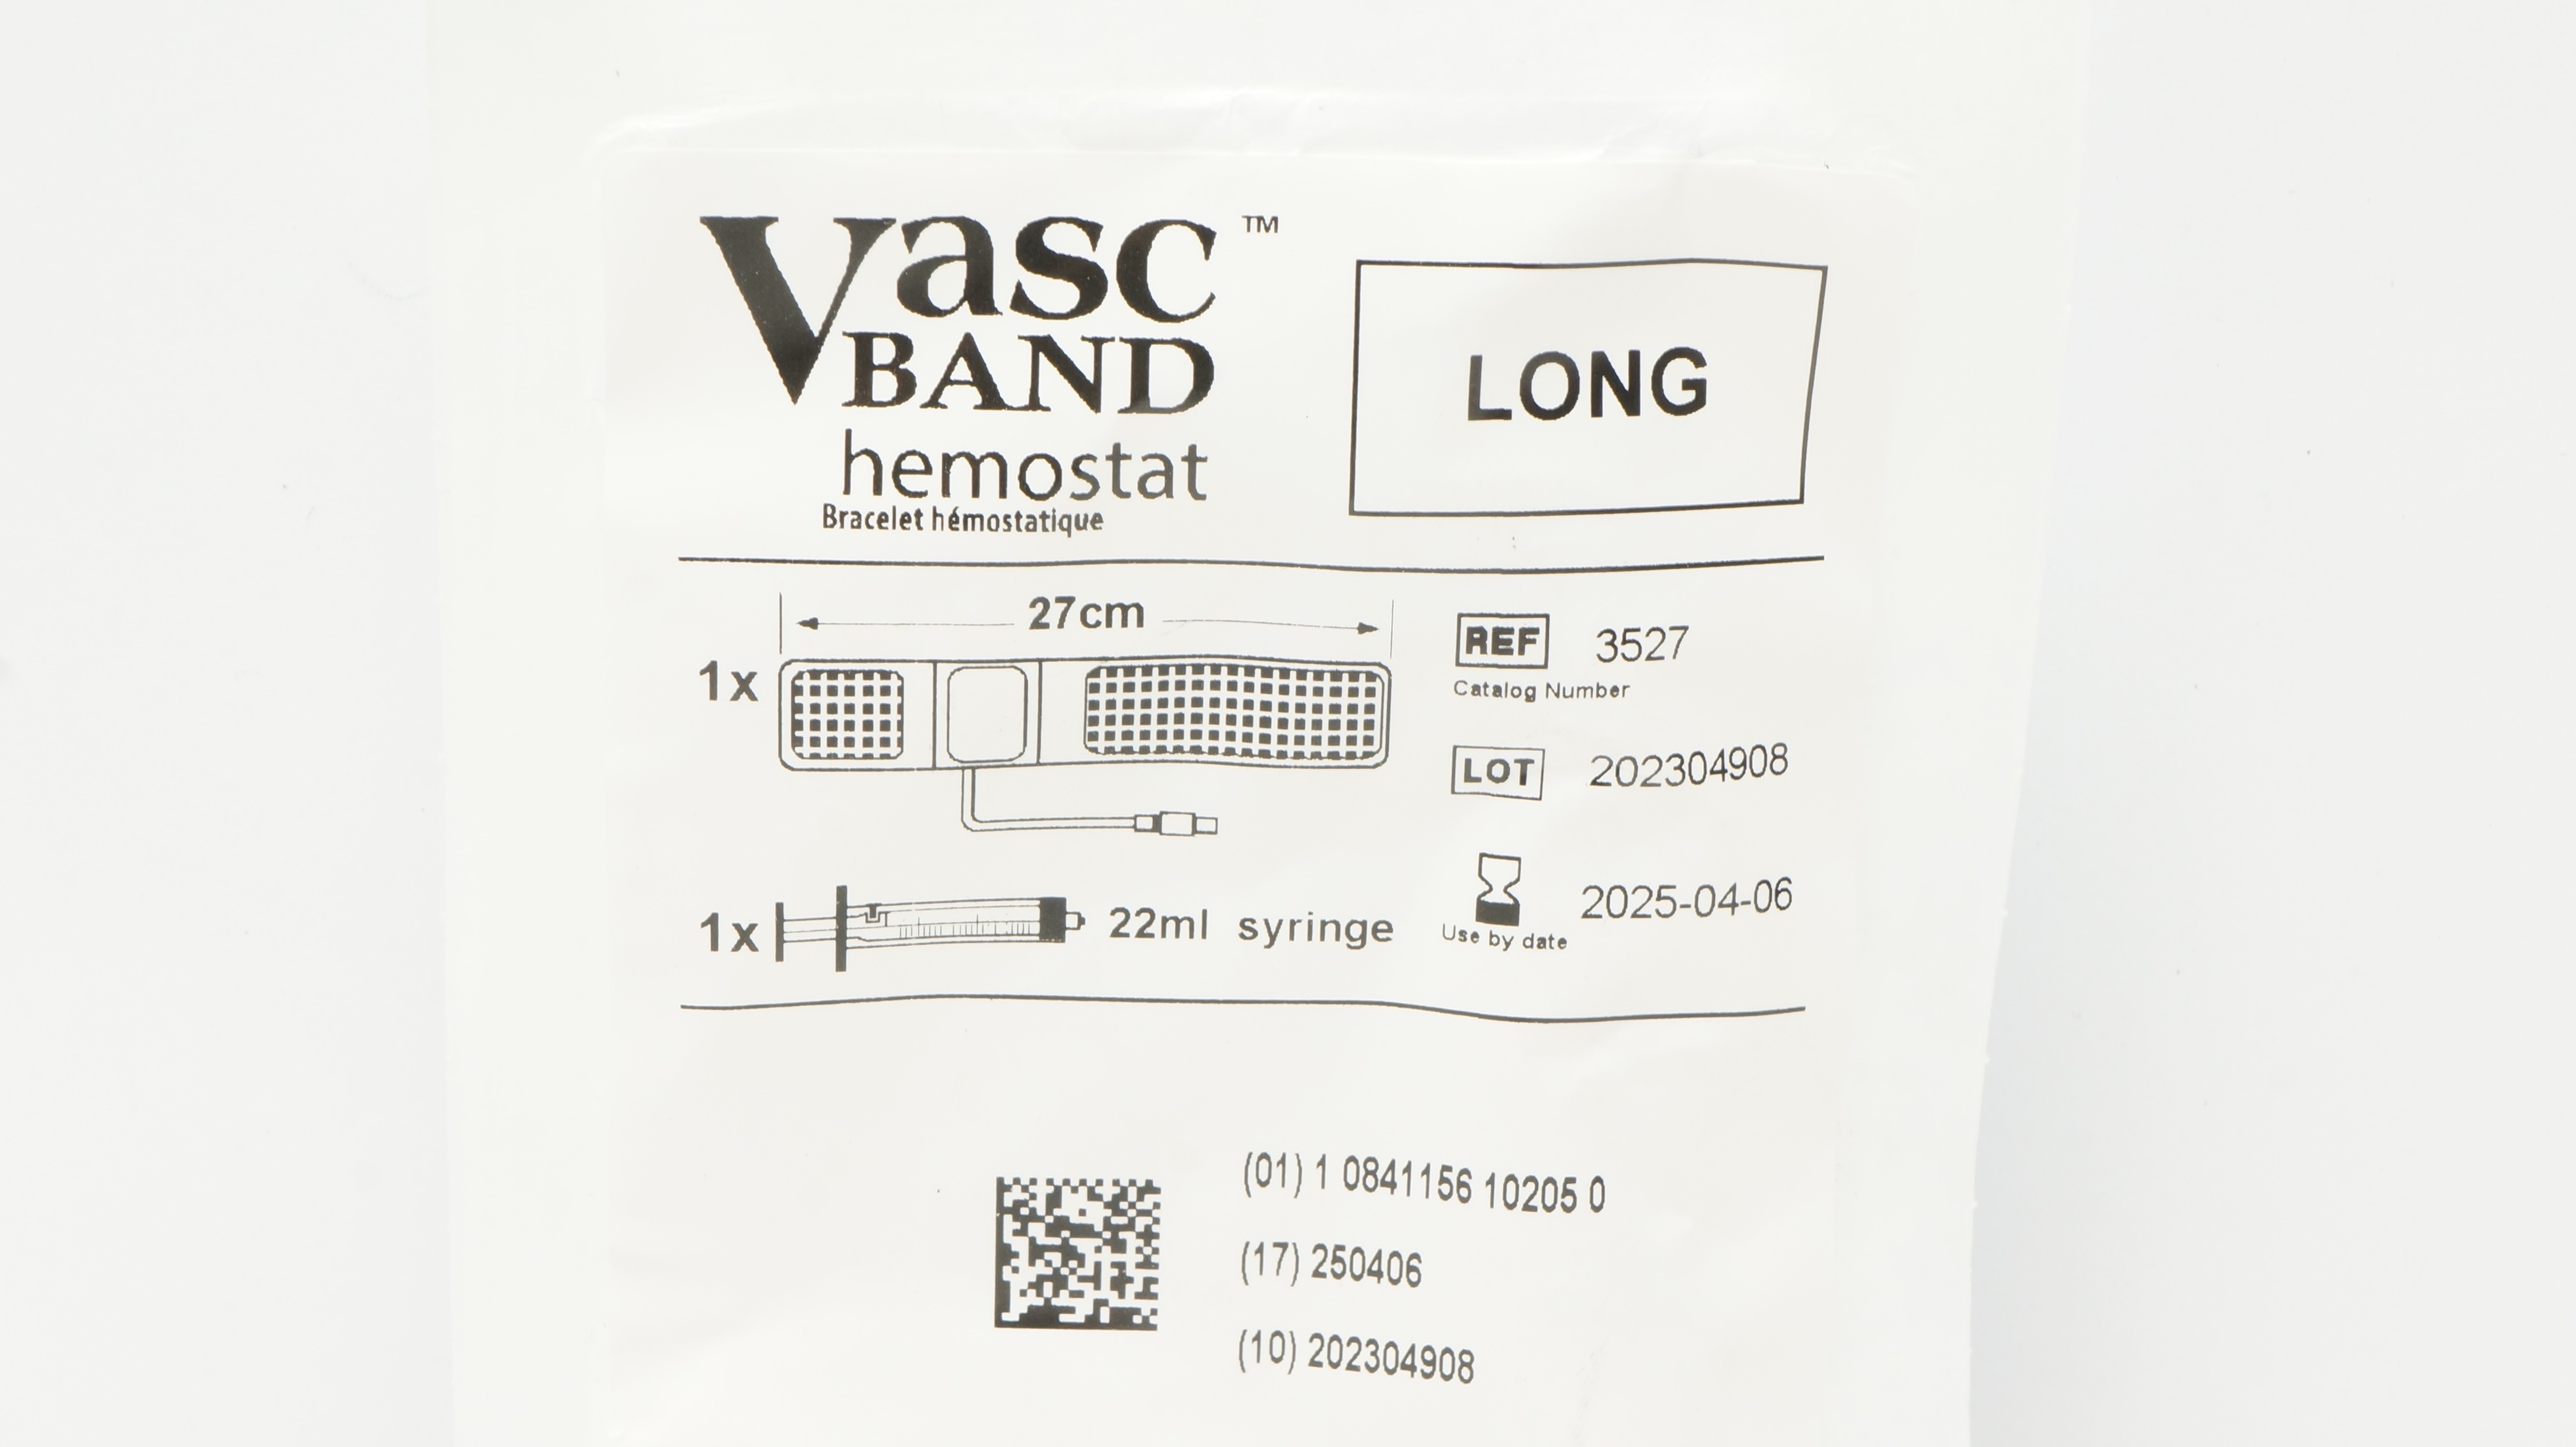 Vasc™
BAND
hemostat
Bracelet hémostatique
LONG
27cm
1x
REF 3527
Catalog Number
LOT 202304908
1x 22ml syringe
2025-04-06
Use by date
(01) 1 0841156 10205 0
(17) 250406
(10) 202304908